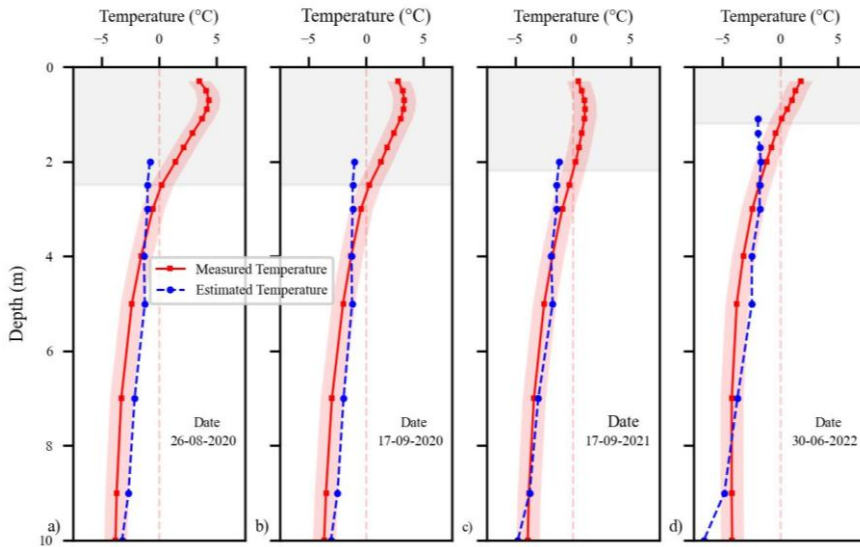 Temperature (°C) Temperature (°C) Temperature (°C) Temperature (°C)
−5 0 5 −5 0 5 −5 0 5 −5 0 5
0
2
4
6
8
10
Depth (m)
Measured Temperature
Estimated Temperature
Date
26-08-2020
Date
17-09-2020
Date
17-09-2021
Date
30-06-2022
a) b) c) d)